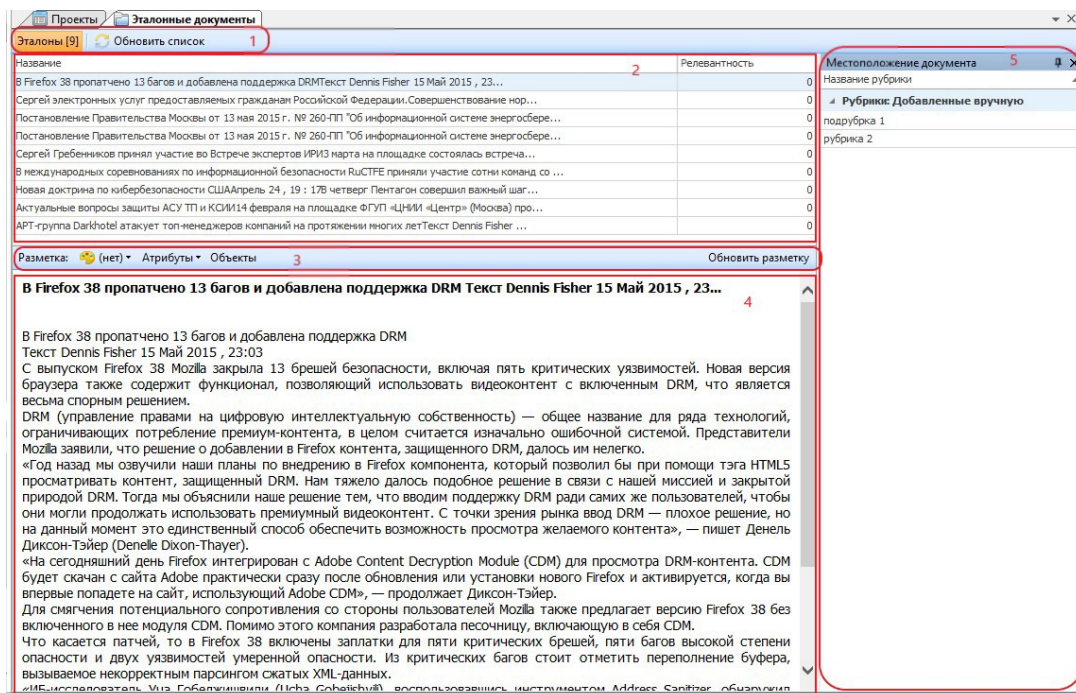 Проекты Эталонные документы
Эталоны [9] Обновить список 1
Название Релевантность
2
В Firefox 38 пропатчено 13 багов и добавлена поддержка DRMТекст Dennis Fisher 15 Май 2015 , 23... 0
Сергей электронных услуг предоставляемых гражданам Российской Федерации.Совершенствование нор... 0
Постановление Правительства Москвы от 13 мая 2015 г. № 260-ПП "Об информационной системе энергосбере... 0
Постановление Правительства Москвы от 13 мая 2015 г. № 260-ПП "Об информационной системе энергосбере... 0
Сергей Гребенников принял участие во Встрече экспертов ИРИ3 марта на площадке состоялась встреча... 0
В международных соревнованиях по информационной безопасности RuCTFE приняли участие сотни команд со ... 0
Новая доктрина по кибербезопасности СШААпрель 24 , 19 : 17В четверг Пентагон совершил важный шаг... 0
Актуальные вопросы защиты АСУ ТП и КСИИ14 февраля на площадке ФГУП «ЦНИИ «Центр» (Москва) про... 0
APT-группа Darkhotel атакует топ-менеджеров компаний на протяжении многих летТекст Dennis Fisher ... 0
Разметка: (нет) Атрибуты Объекты 3 Обновить разметку
В Firefox 38 пропатчено 13 багов и добавлена поддержка DRM Текст Dennis Fisher 15 Май 2015 , 23...
4
В Firefox 38 пропатчено 13 багов и добавлена поддержка DRM
Текст Dennis Fisher 15 Май 2015 , 23:03
С выпуском Firefox 38 Mozilla закрыла 13 брешей безопасности, включая пять критических уязвимостей. Новая версия
браузера также содержит функционал, позволяющий использовать видеоконтент с включенным DRM, что является
весьма спорным решением.
DRM (управление правами на цифровую интеллектуальную собственность) — общее название для ряда технологий,
ограничивающих потребление премиум-контента, в целом считается изначально ошибочной системой. Представители
Mozilla заявили, что решение о добавлении в Firefox контента, защищенного DRM, далось им нелегко.
«Год назад мы озвучили наши планы по внедрению в Firefox компонента, который позволил бы при помощи тэга HTML5
просматривать контент, защищенный DRM. Нам тяжело далось подобное решение в связи с нашей миссией и закрытой
природой DRM. Тогда мы объяснили наше решение тем, что вводим поддержку DRM ради самих же пользователей, чтобы
они могли продолжать использовать премиумный видеоконтент. С точки зрения рынка ввод DRM — плохое решение, но
на данный момент это единственный способ обеспечить возможность просмотра желаемого контента», — пишет Денель
Диксон-Тэйер (Denelle Dixon-Thayer).
«На сегодняшний день Firefox интегрирован с Adobe Content Decryption Module (CDM) для просмотра DRM-контента. CDM
будет скачан с сайта Adobe практически сразу после обновления или установки нового Firefox и активируется, когда вы
впервые попадете на сайт, использующий Adobe CDM», — продолжает Диксон-Тэйер.
Для смягчения потенциального сопротивления со стороны пользователей Mozilla также предлагает версию Firefox 38 без
включенного в нее модуля CDM. Помимо этого компания разработала песочницу, включающую в себя CDM.
Что касается патчей, то в Firefox 38 включены заплатки для пяти критических брешей, пяти багов высокой степени
опасности и двух уязвимостей умеренной опасности. Из критических багов стоит отметить переполнение буфера,
вызываемое некорректным парсингом сжатых XML-данных.
«ИБ-исследователь Уча Гобеджишвили (Ucha Gobejishvili), воспользовавшись инструментом Address Sanitizer, обнаружил
Местоположение документа 5
Название рубрики
Рубрики: Добавленные вручную
подрубрка 1
рубрика 2